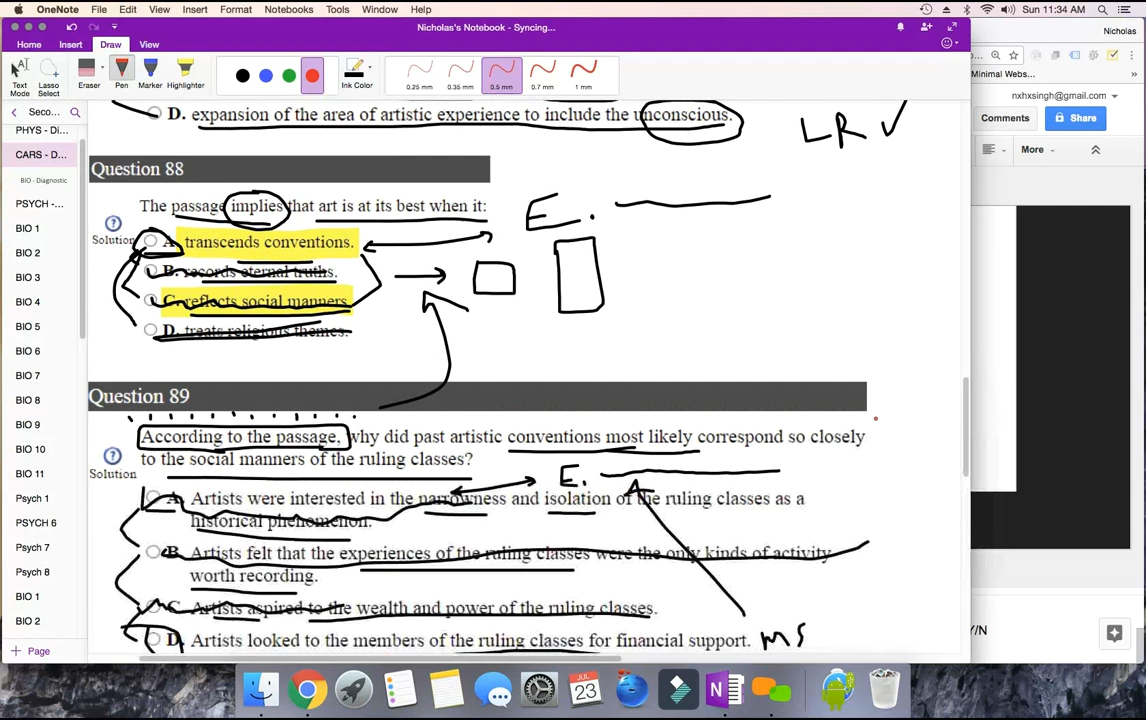 OneNote File Edit View Insert Format Notebooks Tools Window Help Sun 11:34 AM
Nicholas's Notebook - Syncing...
Nicholas
Home Insert Draw View
Text Mode
Lasso Select
Eraser
Pen
Marker
Highlighter
0.25 mm
0.35 mm
0.5 mm
0.7 mm
1 mm
Ink Color
Minimal Webs...
nxhxsingh@gmail.com
Comments
Share
More
Seco...
PHYS - Di...
CARS - D...
BIO - Diagnostic
PSYCH -...
BIO 1
BIO 2
BIO 3
BIO 4
BIO 5
BIO 6
BIO 7
BIO 8
BIO 9
BIO 10
BIO 11
Psych 1
PSYCH 6
Psych 7
Psych 8
BIO 1
BIO 2
+ Page
D. expansion of the area of artistic experience to include the unconscious.
LR ✓
Question 88
The passage implies that art is at its best when it:
E.
Solution
A. transcends conventions.
B. records eternal truths.
C. reflects social manners.
D. treats religious themes.
Question 89
According to the passage, why did past artistic conventions most likely correspond so closely
to the social manners of the ruling classes?
E.
Solution
A. Artists were interested in the narrowness and isolation of the ruling classes as a
historical phenomenon.
B. Artists felt that the experiences of the ruling classes were the only kinds of activity
worth recording.
C. Artists aspired to the wealth and power of the ruling classes.
D. Artists looked to the members of the ruling classes for financial support.
MS
Y/N
JUL
23